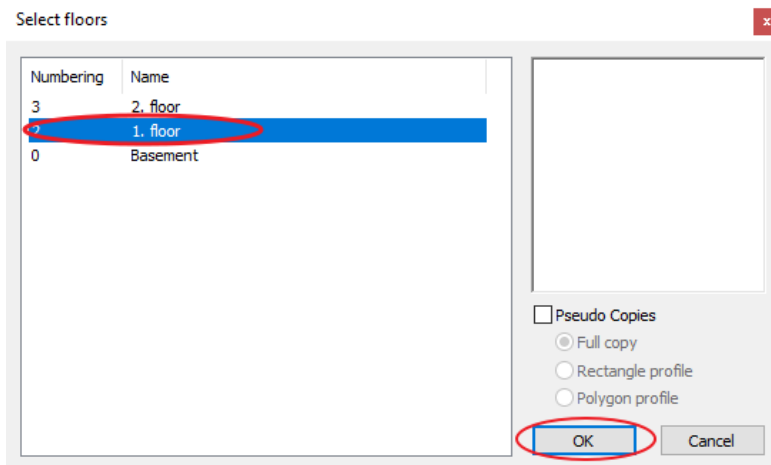 Select floors
x
Numbering Name
3 2. floor
2 1. floor
0 Basement
Pseudo Copies
Full copy
Rectangle profile
Polygon profile
OK Cancel